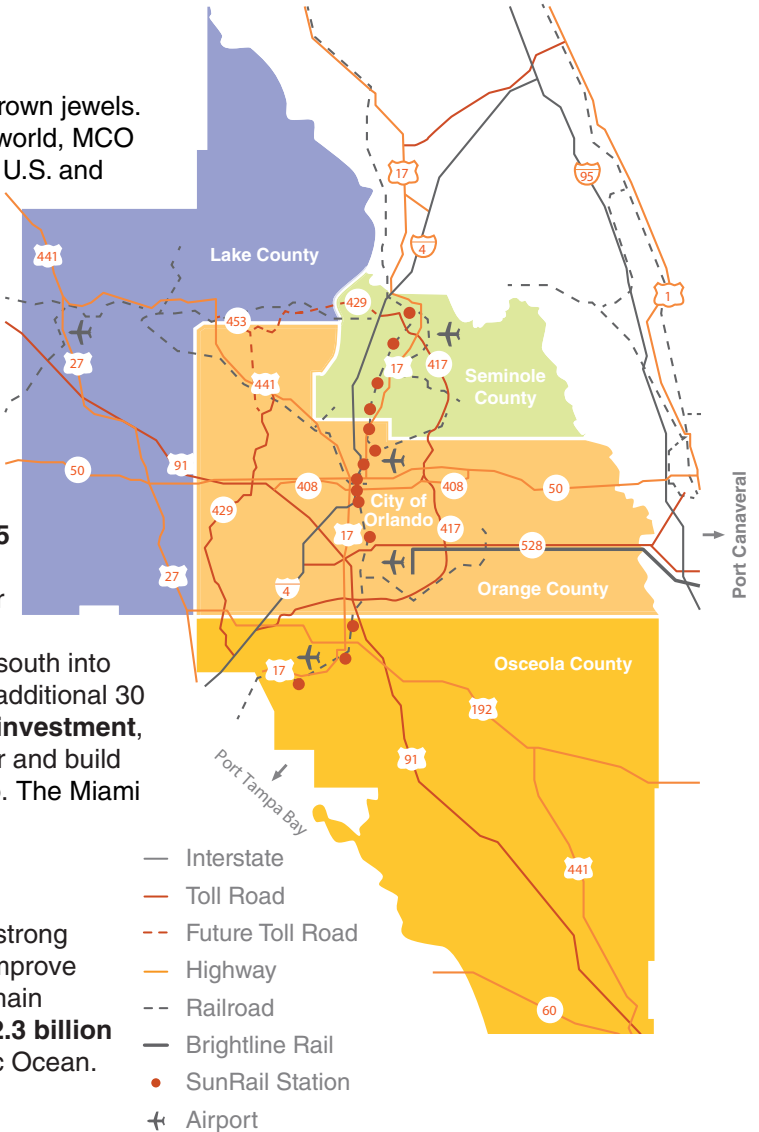 rown jewels.
world, MCO
U.S. and
5
r
south into
additional 30
investment,
r and build
. The Miami
strong
mprove
nain
2.3 billion
c Ocean.
17
95
4
441
Lake County
1
429
453
27
17
417
441
Seminole
County
91
50
408
City of
Orlando
408
50
429
17
417
528
Port Canaveral
27
4
Orange County
17
Osceola County
192
Port Tampa Bay
91
441
60
Interstate
Toll Road
Future Toll Road
Highway
Railroad
Brightline Rail
SunRail Station
Airport